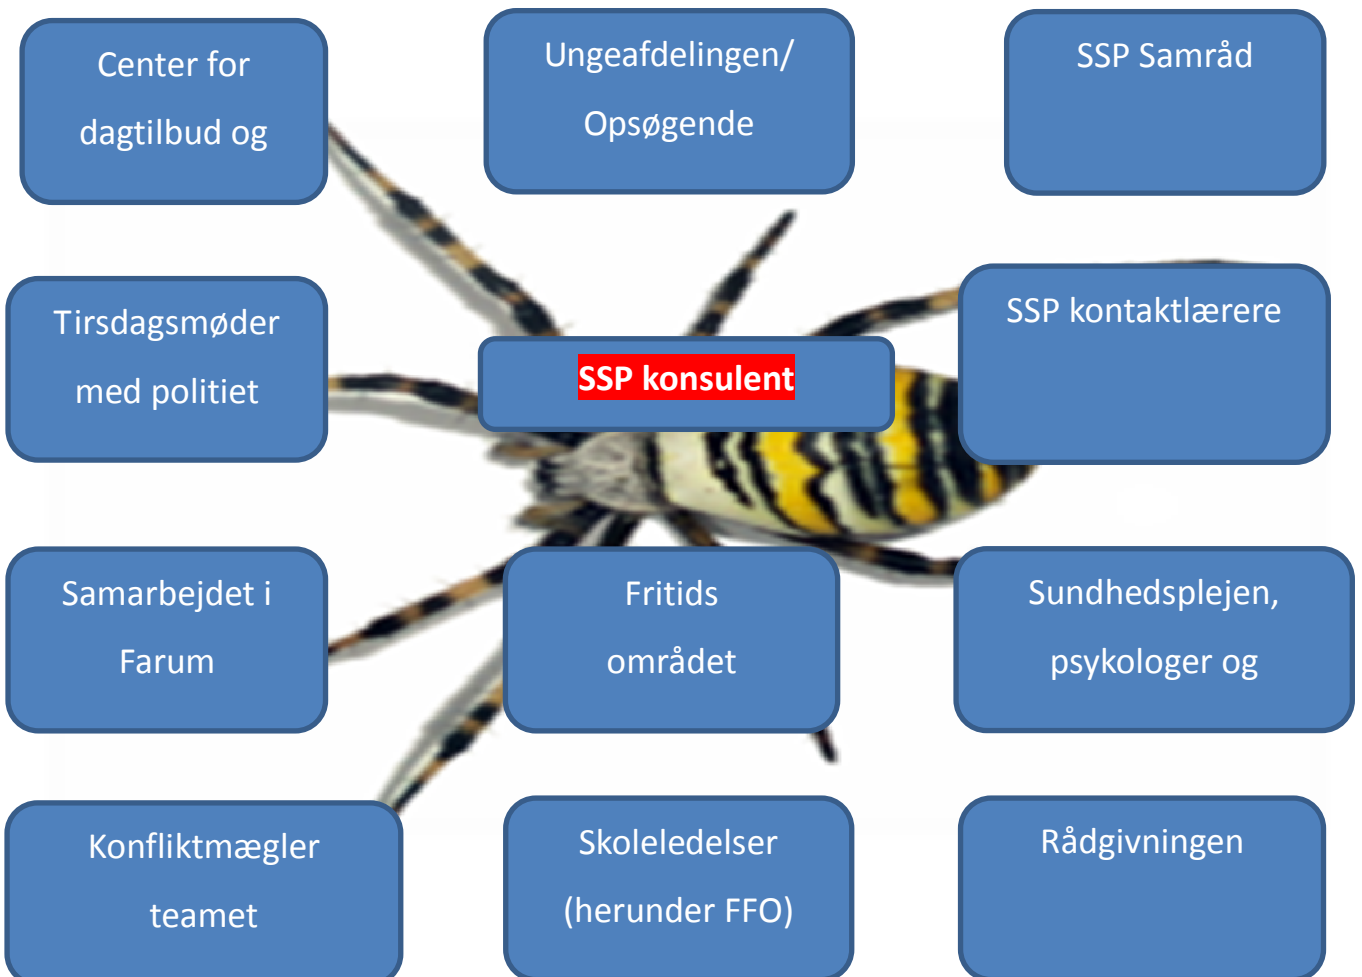 Center for
dagtilbud og
Ungeafdelingen/
Opsøgende
SSP Samråd
Tirsdagsmøder
med politiet
SSP konsulent
SSP kontaktlærere
Samarbejdet i
Farum
Fritids
området
Sundhedsplejen,
psykologer og
Konfliktmægler
teamet
Skoleledelser
(herunder FFO)
Rådgivningen